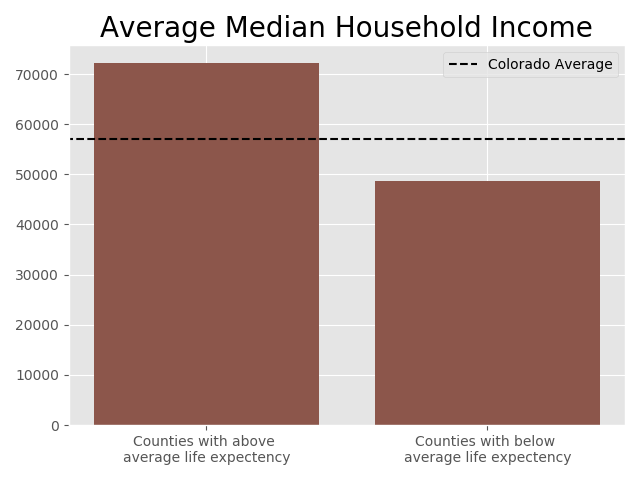 Average Median Household Income
Colorado Average
70000
60000
50000
40000
30000
20000
10000
0
Counties with above
average life expectency
Counties with below
average life expectency